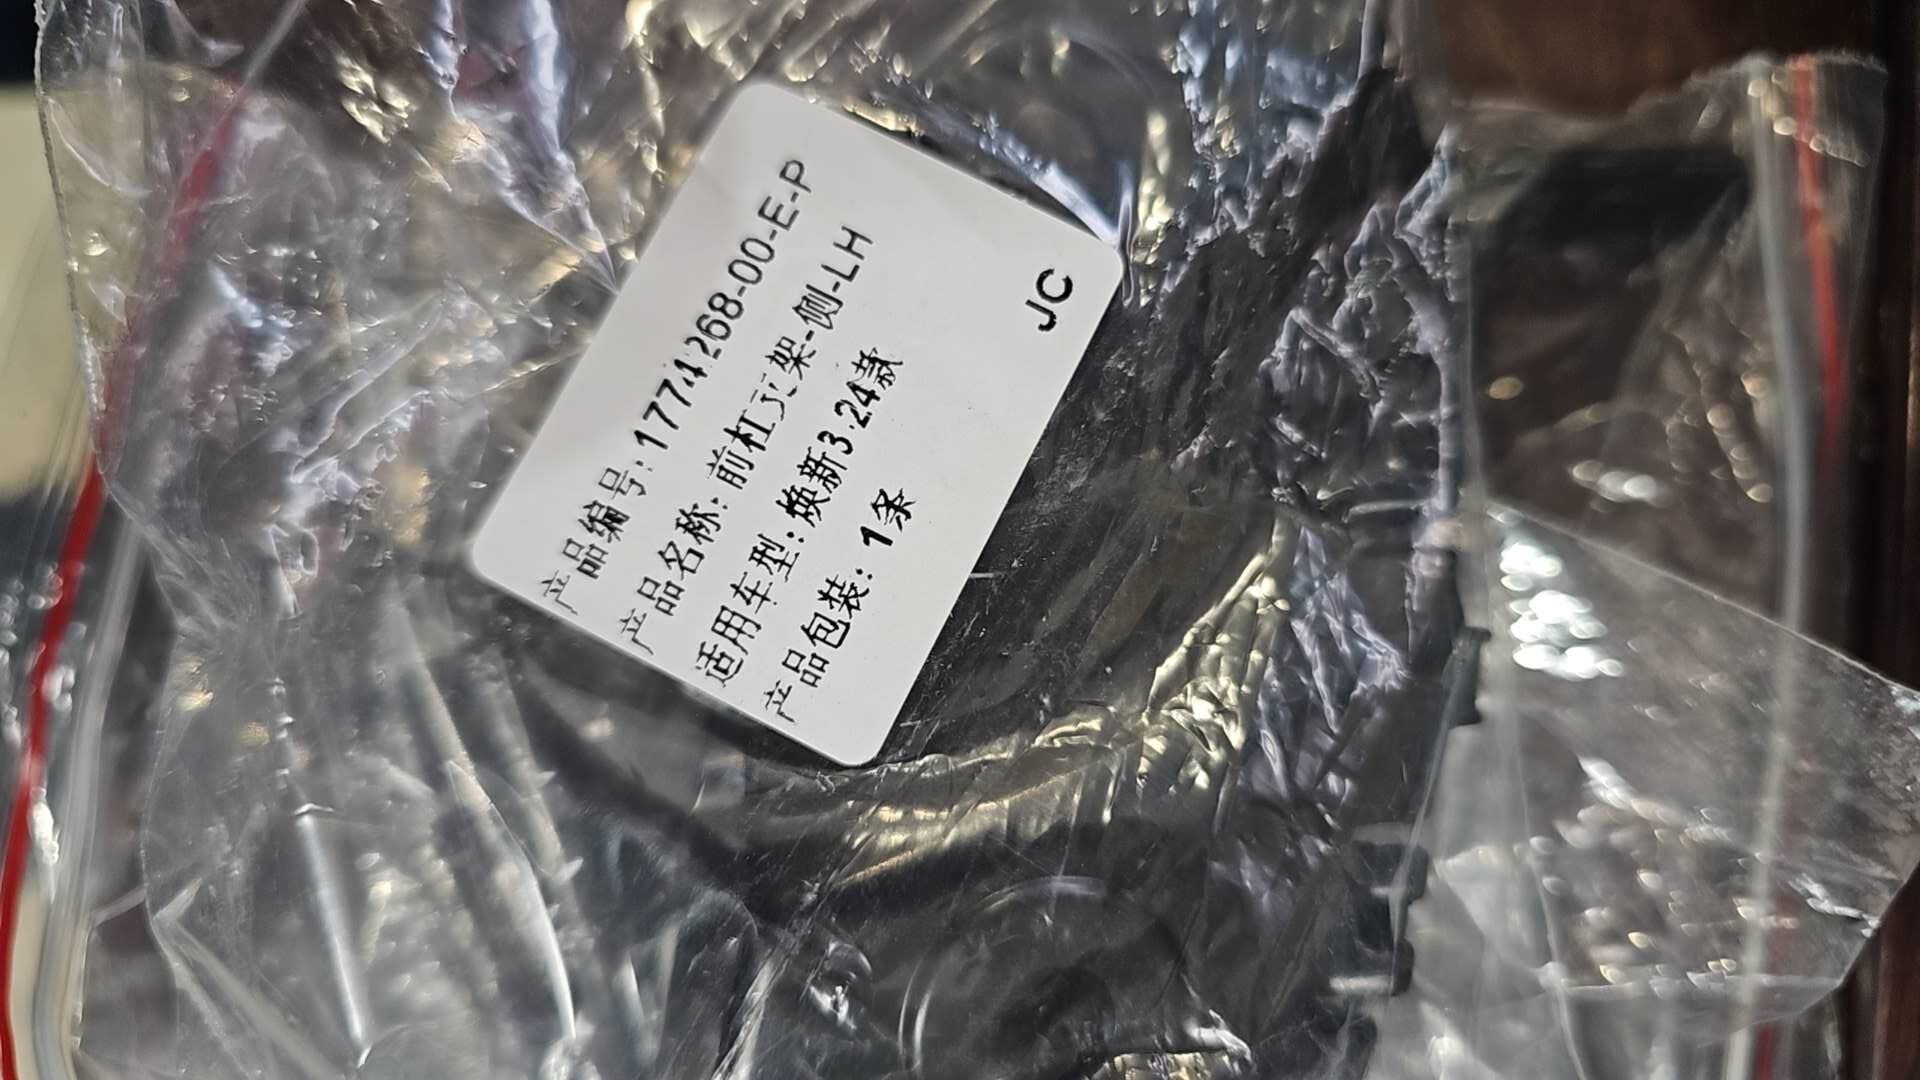 产品编号: 17774268-00-E-P
产品名称: 前杠支架-侧-LH
适用车型: 焕新3.24款
产品包装: 1条
JC